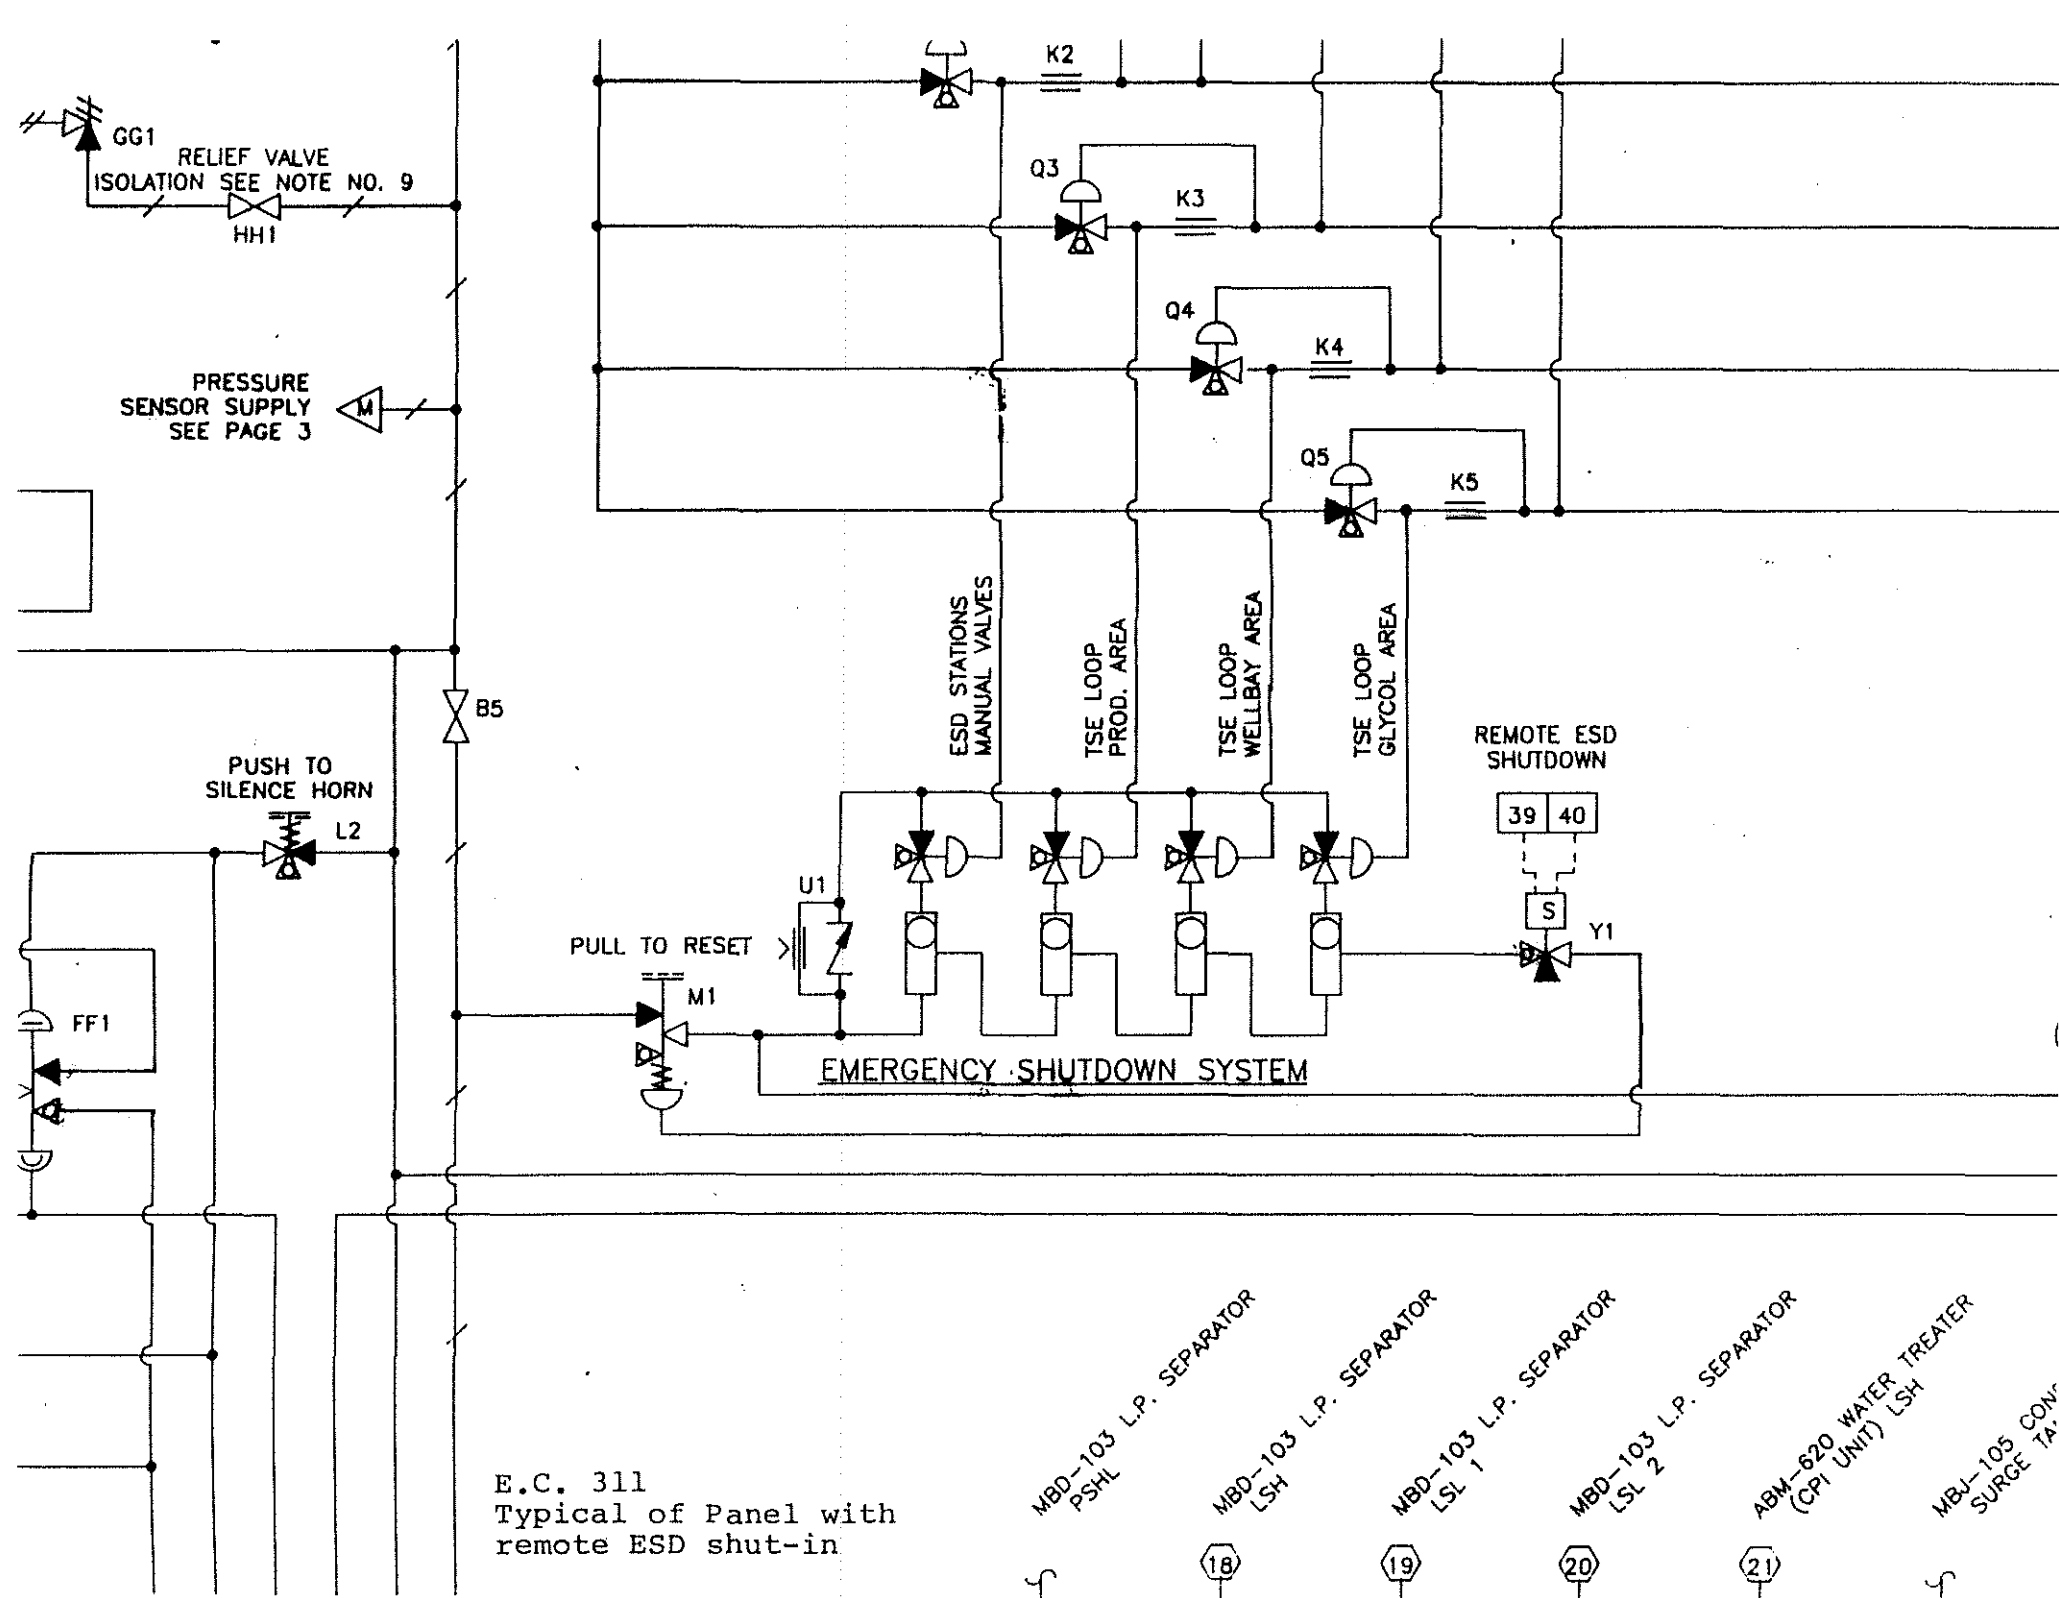 K2
GG1
RELIEF VALVE
ISOLATION SEE NOTE NO. 9
HH1
Q3
K3
Q4
K4
PRESSURE
SENSOR SUPPLY
SEE PAGE 3
M
Q5
K5
ESD STATIONS
MANUAL VALVES
TSE LOOP
PROD. AREA
TSE LOOP
WELLBAY AREA
TSE LOOP
GLYCOL AREA
B5
REMOTE ESD
SHUTDOWN
39 40
S
Y1
PUSH TO
SILENCE HORN
L2
U1
PULL TO RESET
M1
FF1
EMERGENCY SHUTDOWN SYSTEM
MBD-103 L.P. SEPARATOR
PSHL
MBD-103 L.P. SEPARATOR
LSH
MBD-103 L.P. SEPARATOR
LSL 1
MBD-103 L.P. SEPARATOR
LSL 2
ABM-620 WATER TREATER
(CPI UNIT) LSH
MBJ-105
SURGE
18
19
20
21
E.C. 311
Typical of Panel with
remote ESD shut-in